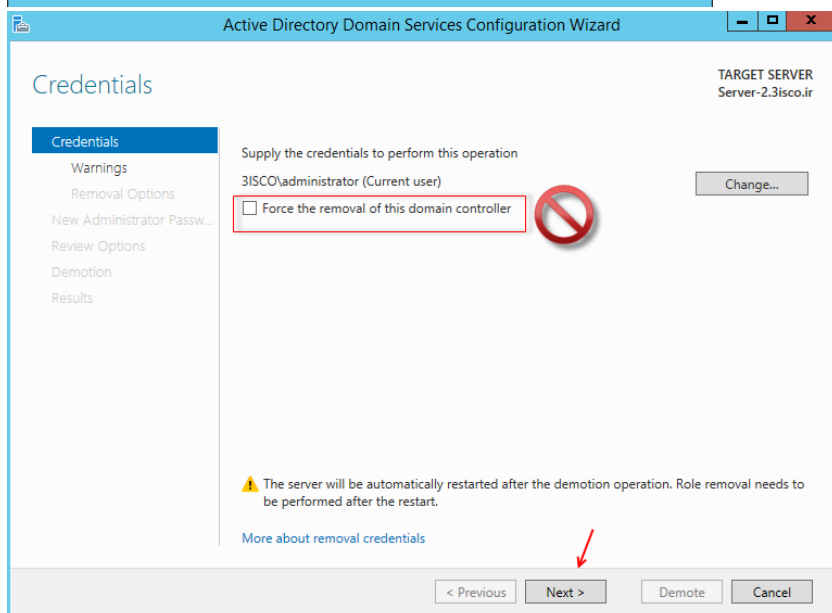 Active Directory Domain Services Configuration Wizard
Credentials
TARGET SERVER
Server-2.3isco.ir
Credentials
Warnings
Removal Options
New Administrator Passw...
Review Options
Demotion
Results
Supply the credentials to perform this operation
3ISCO\administrator (Current user)
Change...
Force the removal of this domain controller
The server will be automatically restarted after the demotion operation. Role removal needs to
be performed after the restart.
More about removal credentials
< Previous
Next >
Demote
Cancel